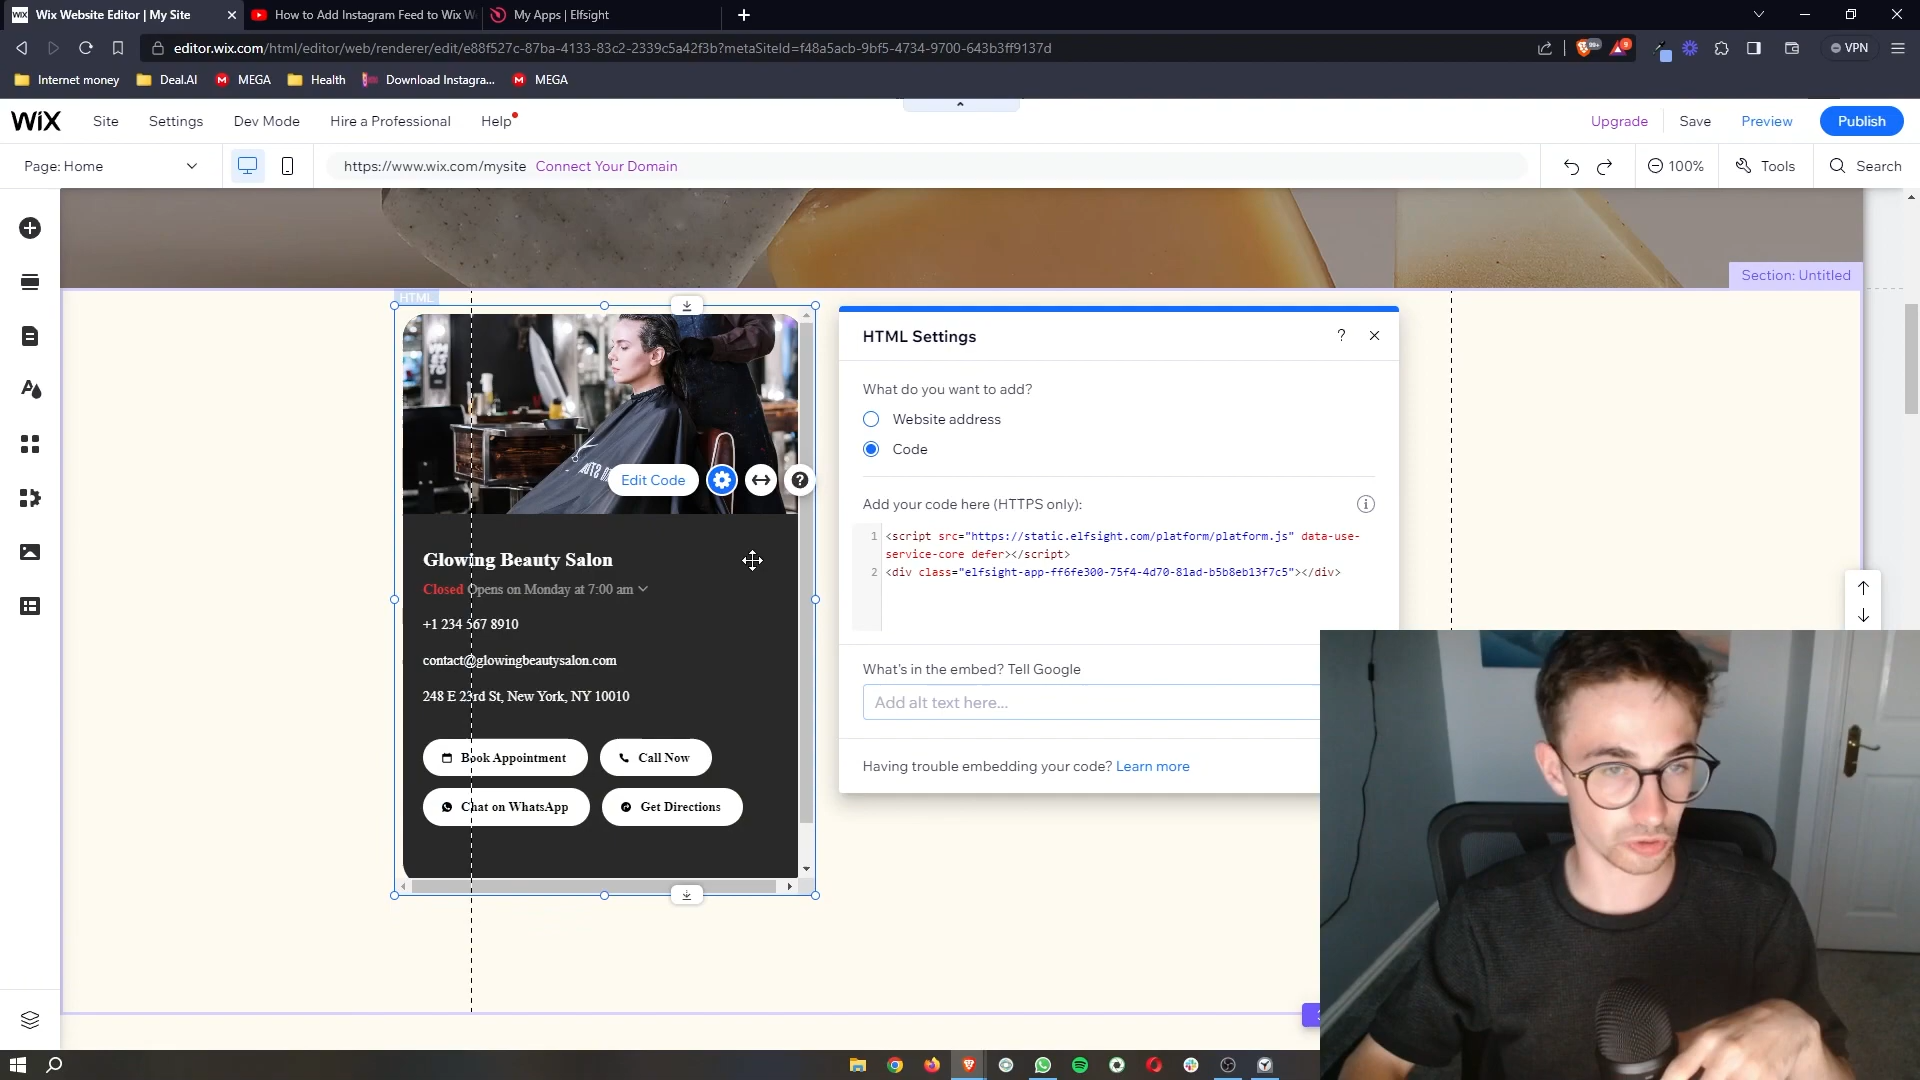 WIX Wix Website Editor | My Site
How to Add Instagram Feed to Wix W
My Apps | Elfsight
editor.wix.com/html/editor/web/renderer/edit/e88f527c-87ba-4133-83c2-2339c5a42f3b?metaSiteId=f48a5acb-9bf5-4734-9700-643b3ff9137d
99+
9
VPN
Internet money
Deal.AI
MEGA
Health
Download Instagra...
MEGA
WIX
Site
Settings
Dev Mode
Hire a Professional
Help
Upgrade
Save
Preview
Publish
Page: Home
https://www.wix.com/mysite Connect Your Domain
100%
Tools
Search
Section: Untitled
HTML
Edit Code
Glowing Beauty Salon
Closed Opens on Monday at 7:00 am
+1 234 567 8910
contact@glowingbeautysalon.com
248 E 23rd St, New York, NY 10010
Book Appointment
Call Now
Chat on WhatsApp
Get Directions
HTML Settings
?
What do you want to add?
Website address
Code
Add your code here (HTTPS only):
1 <script src="https://static.elfsight.com/platform/platform.js" data-use-
service-core defer></script>
2 <div class="elfsight-app-ff6fe300-75f4-4d70-81ad-b5b8eb13f7c5"></div>
What's in the embed? Tell Google
Add alt text here...
Having trouble embedding your code? Learn more